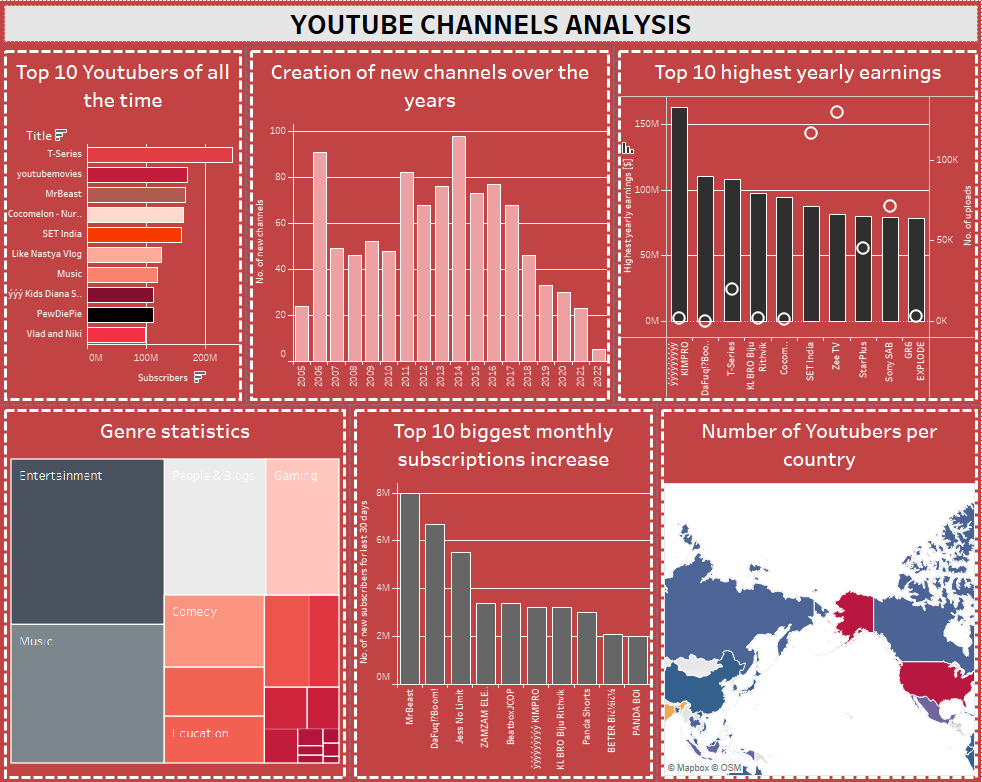 YOUTUBE CHANNELS ANALYSIS
Top 10 Youtubers of all
the time
Title
T-Series
youtubemovies
MrBeast
Cocomelon - Nur..
SET India
Like Nastya Vlog
Music
ýýý Kids Diana S..
PewDiePie
Vlad and Niki
0M
100M
200M
Subscribers
Creation of new channels over the
years
No. of new channels
100
80
60
40
20
0
2005
2006
2007
2008
2009
2010
2011
2012
2013
2014
2015
2016
2017
2018
2019
2020
2021
2022
Top 10 highest yearly earnings
Highest yearly earnings [$]
150M
100M
50M
0M
100K
50K
0K
No. of uploads
ýýýýýýýýý
KIMPRO
DaFuq!?Boo..
T-Series
KL BRO Biju
Rithvik
Cocom..
SET India
Zee TV
StarPlus
Sony SAB
GR6
EXPLODE
Genre statistics
Entertainment
People & Blogs
Gaming
Music
Comedy
Education
Top 10 biggest monthly
subscriptions increase
No. of new subscribers for last 30 days
8M
6M
4M
2M
0M
MrBeast
DaFuq!?Boom!
Jess No Limit
ZAMZAM ELE..
BeatboxJCOP
ýýýýýýýýý KIMPRO
KL BRO Biju Rithvik
Panda Shorts
PANDA BOI
Number of Youtubers per
country
© Mapbox © OSM